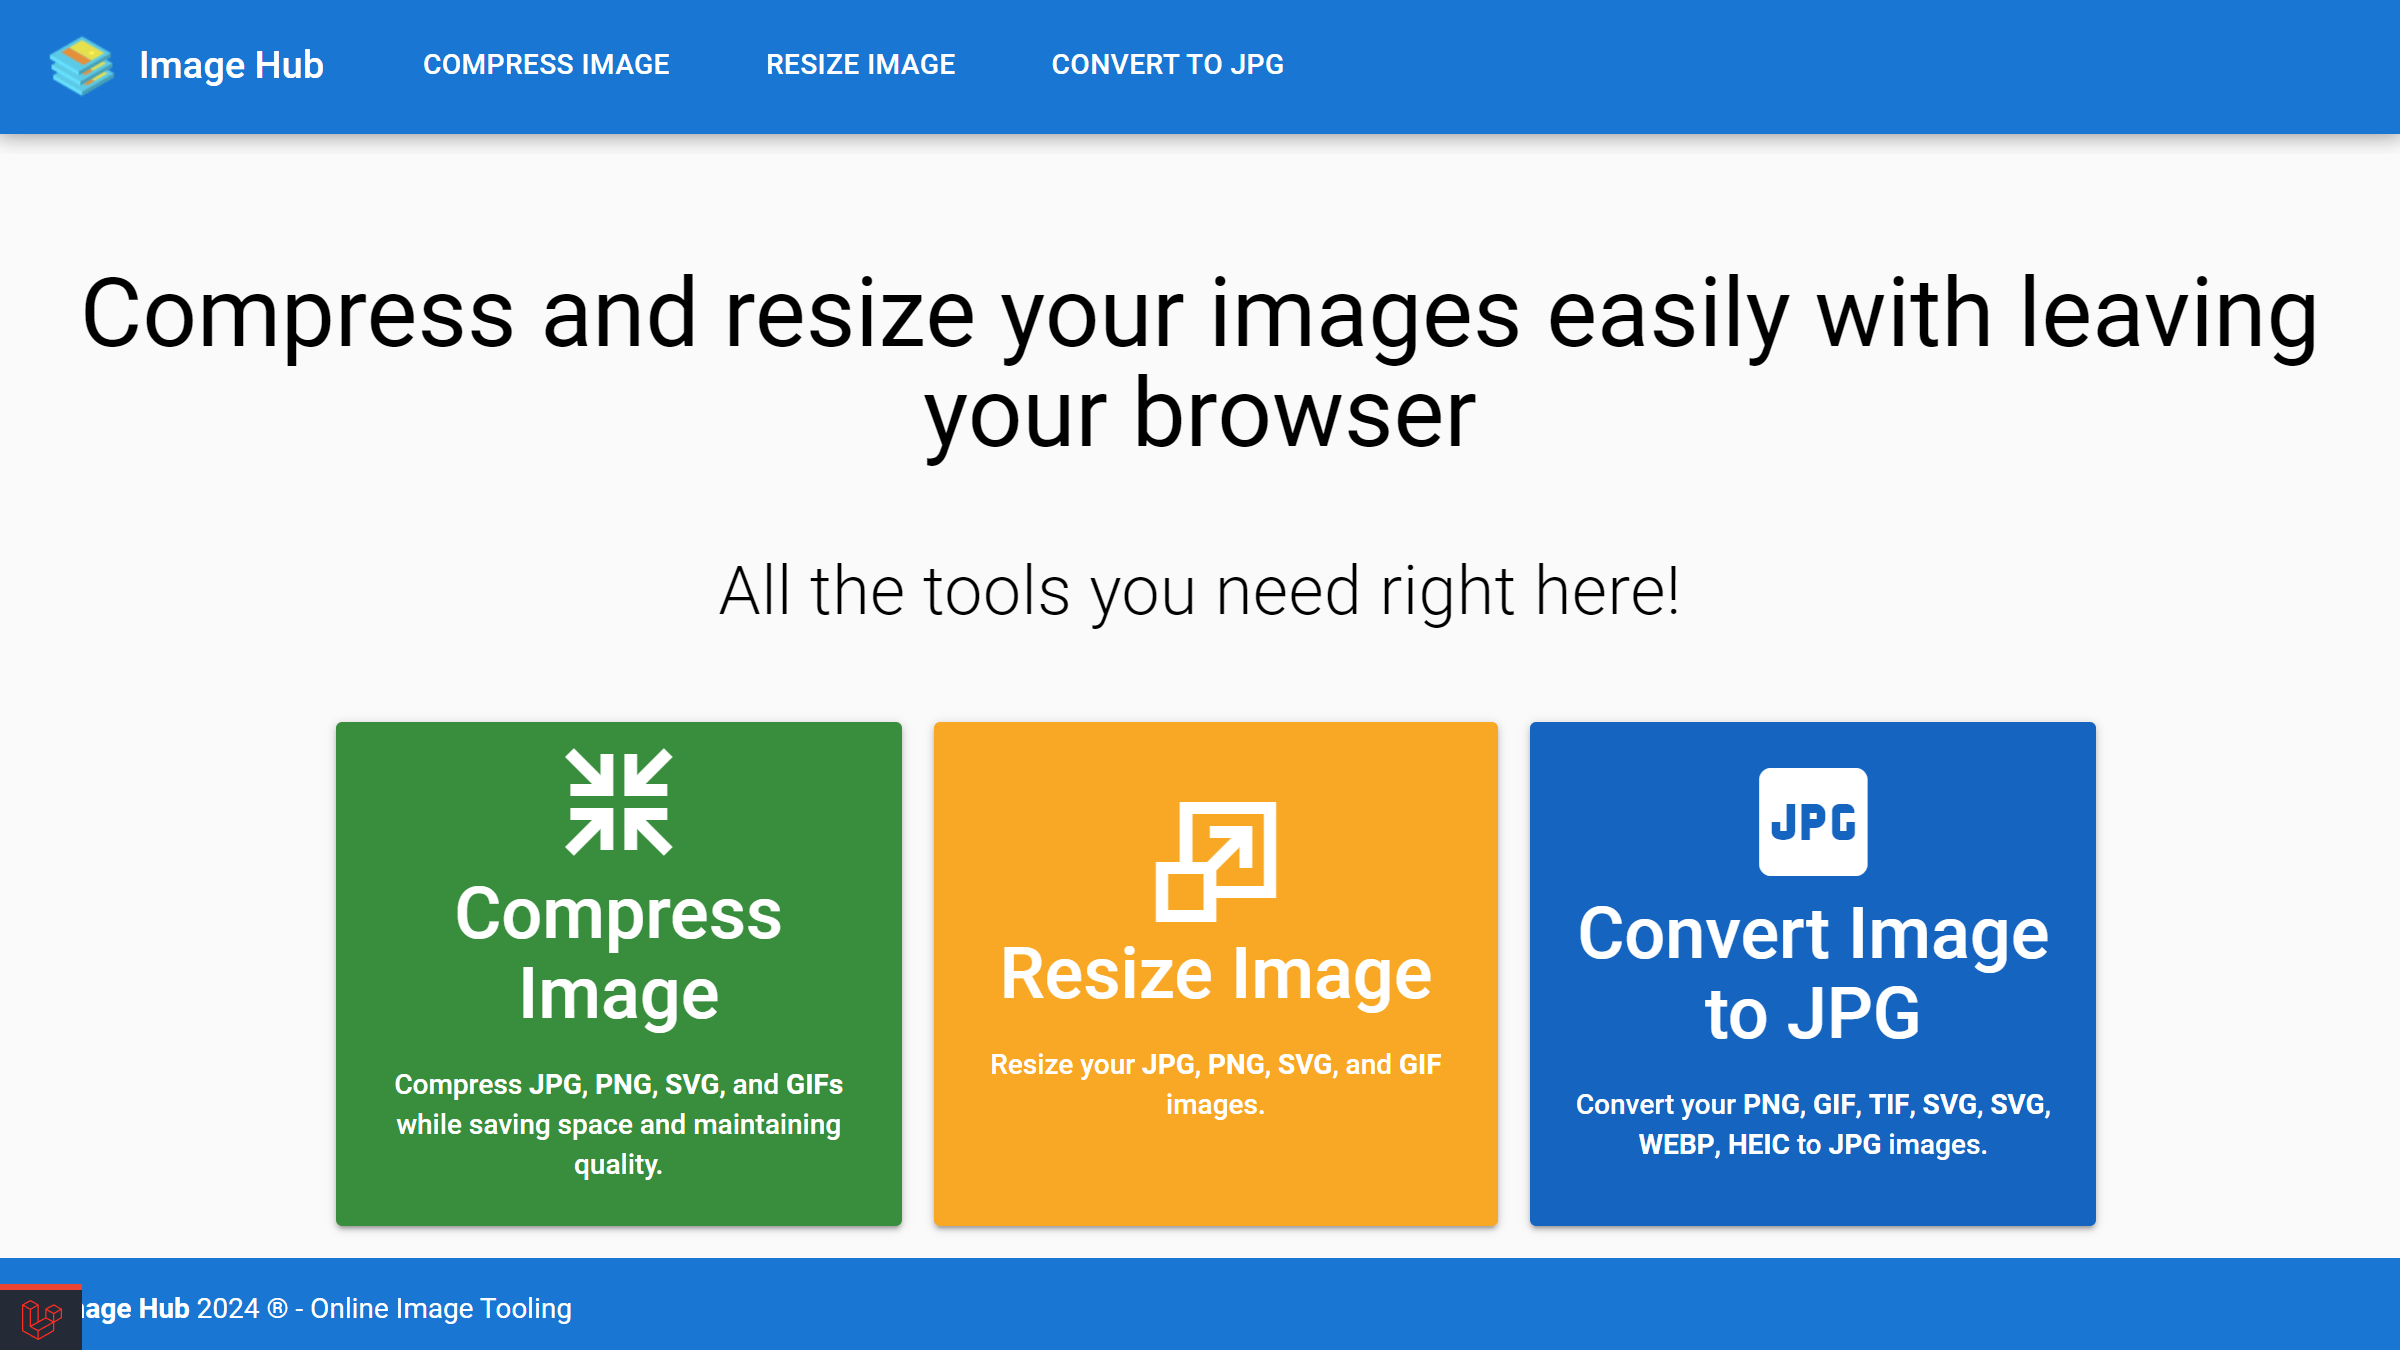 Image Hub
COMPRESS IMAGE
RESIZE IMAGE
CONVERT TO JPG
Compress and resize your images easily with leaving
your browser
All the tools you need right here!
Compress
Image
Compress JPG, PNG, SVG, and GIFs
while saving space and maintaining
quality.
Resize Image
Resize your JPG, PNG, SVG, and GIF
images.
JPG
Convert Image
to JPG
Convert your PNG, GIF, TIF, SVG, SVG,
WEBP, HEIC to JPG images.
age Hub 2024 ® - Online Image Tooling